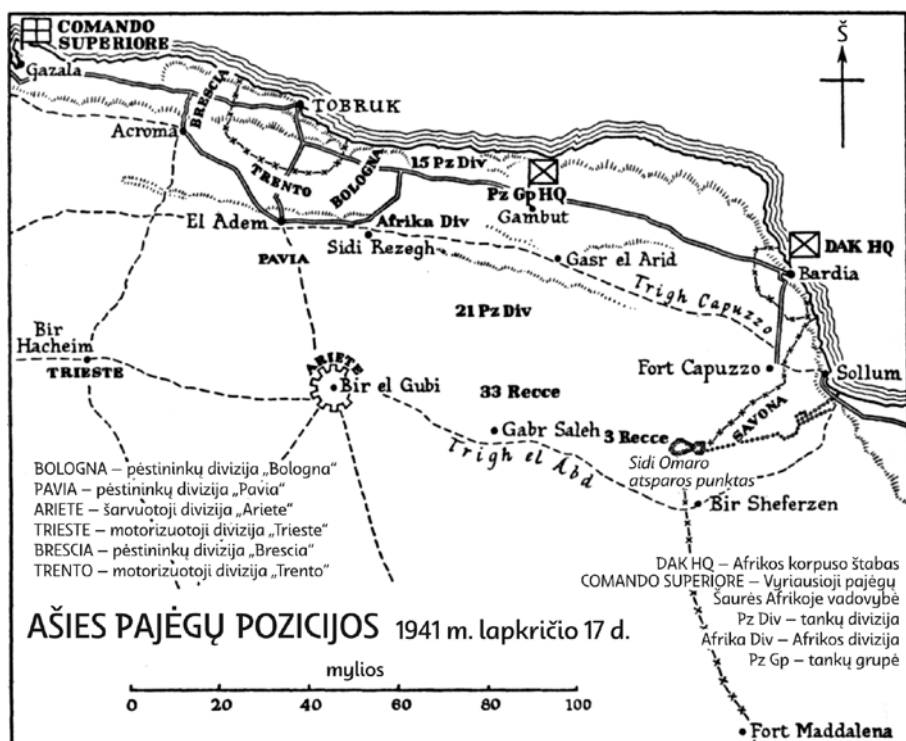 COMANDO
SUPERIORE
Š
Gazala
BRESCIA
TOBRUK
Acroma
TRENTO
BOLOGNA
15 Pz Div
Pz Gp HQ
Gambut
El Adem
Afrika Div
DAK HQ
Sidi Rezegh
PAVIA
Gasr el Arid
Bardia
Trigh Capuzzo
21 Pz Div
Bir
Hacheim
TRIESTE
ARIETE
Bir el Gubi
Fort Capuzzo
Sollum
33 Recce
SAVONA
Gabr Saleh
3 Recce
Trigh el Abd
Sidi Omaro
atsparos punktas
Bir Sheferzen
BOLOGNA – pėstininkų divizija „Bologna“
PAVIA – pėstininkų divizija „Pavia“
ARIETE – šarvuotoji divizija „Ariete“
TRIESTE – motorizuotoji divizija „Trieste“
BRESCIA – pėstininkų divizija „Brescia“
TRENTO – motorizuotoji divizija „Trento“
DAK HQ – Afrikos korpuso štabas
COMANDO SUPERIORE – Vyriausioji pajėgų
Šaurės Afrikoje vadovybė
Pz Div – tankų divizija
Afrika Div – Afrikos divizija
Pz Gp – tankų grupė
AŠIES PAJĖGŲ POZICIJOS 1941 m. lapkričio 17 d.
mylios
0 20 40 60 80 100
Fort Maddalena